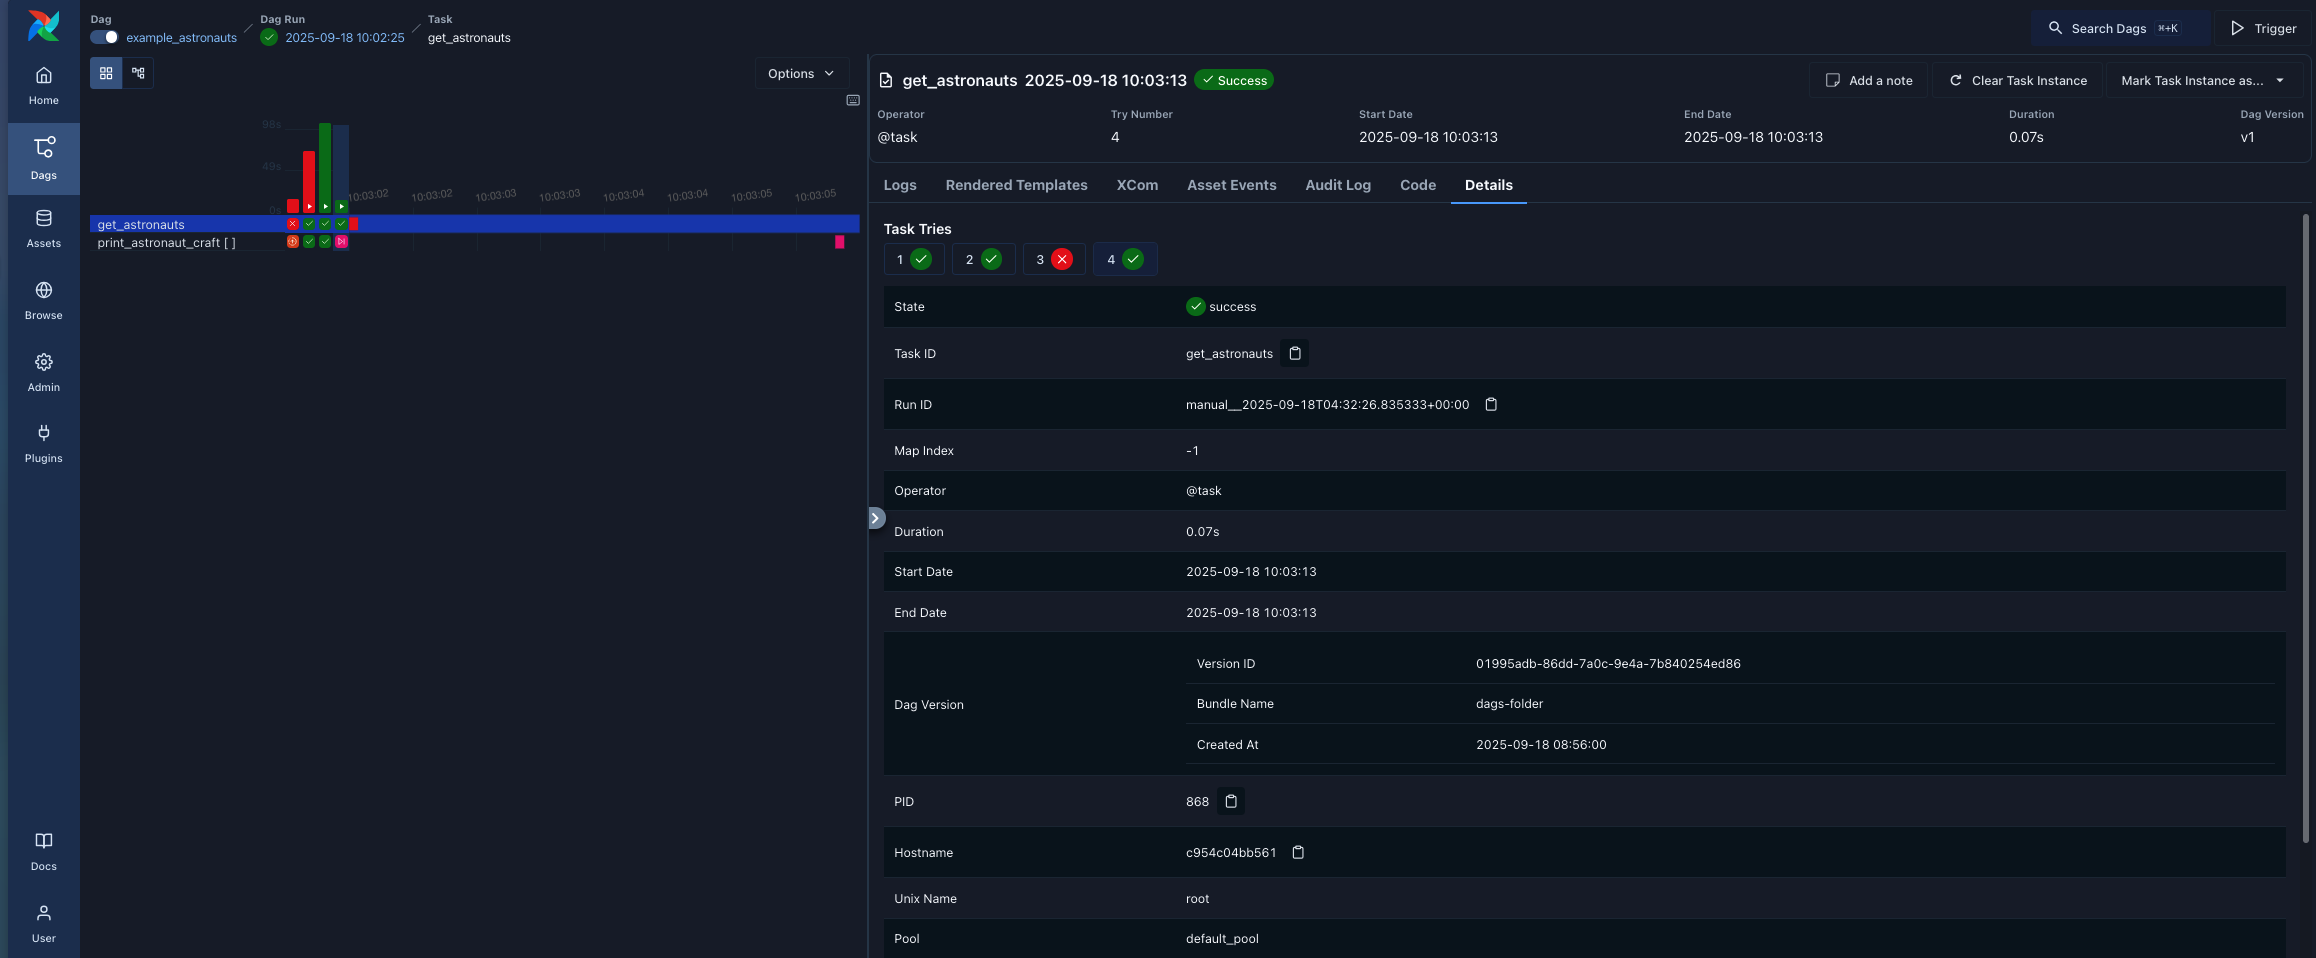 Dag
example_astronauts
Dag Run
2025-09-18 10:02:25
Task
get_astronauts
Search Dags ⌘+K
Trigger
Home
Dags
Assets
Browse
Admin
Plugins
Docs
User
Options
98s
49s
0s
10:03:02 10:03:02 10:03:03 10:03:03 10:03:04 10:03:04 10:03:05 10:03:05
get_astronauts
print_astronaut_craft [ ]
get_astronauts 2025-09-18 10:03:13 Success
Add a note
Clear Task Instance
Mark Task Instance as...
Operator Try Number Start Date End Date Duration Dag Version
@task 4 2025-09-18 10:03:13 2025-09-18 10:03:13 0.07s v1
Logs Rendered Templates XCom Asset Events Audit Log Code Details
Task Tries
1 2 3 4
State success
Task ID get_astronauts
Run ID manual__2025-09-18T04:32:26.835333+00:00
Map Index -1
Operator @task
Duration 0.07s
Start Date 2025-09-18 10:03:13
End Date 2025-09-18 10:03:13
Dag Version
Version ID 01995adb-86dd-7a0c-9e4a-7b840254ed86
Bundle Name dags-folder
Created At 2025-09-18 08:56:00
PID 868
Hostname c954c04bb561
Unix Name root
Pool default_pool